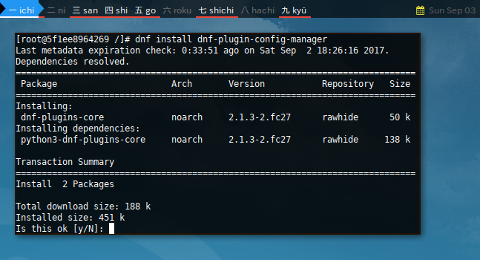 一 ichi 二 ni 三 san 四 shi 五 go 六 roku 七 shichi 八 hachi 九 kyū Sun Sep 03
[root@5f1ee8964269 /]# dnf install dnf-plugin-config-manager
Last metadata expiration check: 0:33:51 ago on Sat Sep  2 18:26:16 2017.
Dependencies resolved.
================================================================================
Package Arch Version Repository Size
================================================================================
Installing:
dnf-plugins-core noarch 2.1.3-2.fc27 rawhide 50 k
Installing dependencies:
python3-dnf-plugins-core noarch 2.1.3-2.fc27 rawhide 138 k
Transaction Summary
================================================================================
Install  2 Packages
Total download size: 188 k
Installed size: 451 k
Is this ok [y/N]: